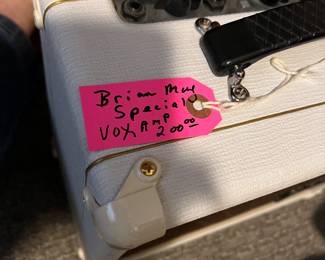 Brian May
Special
VOX AMP
200.00